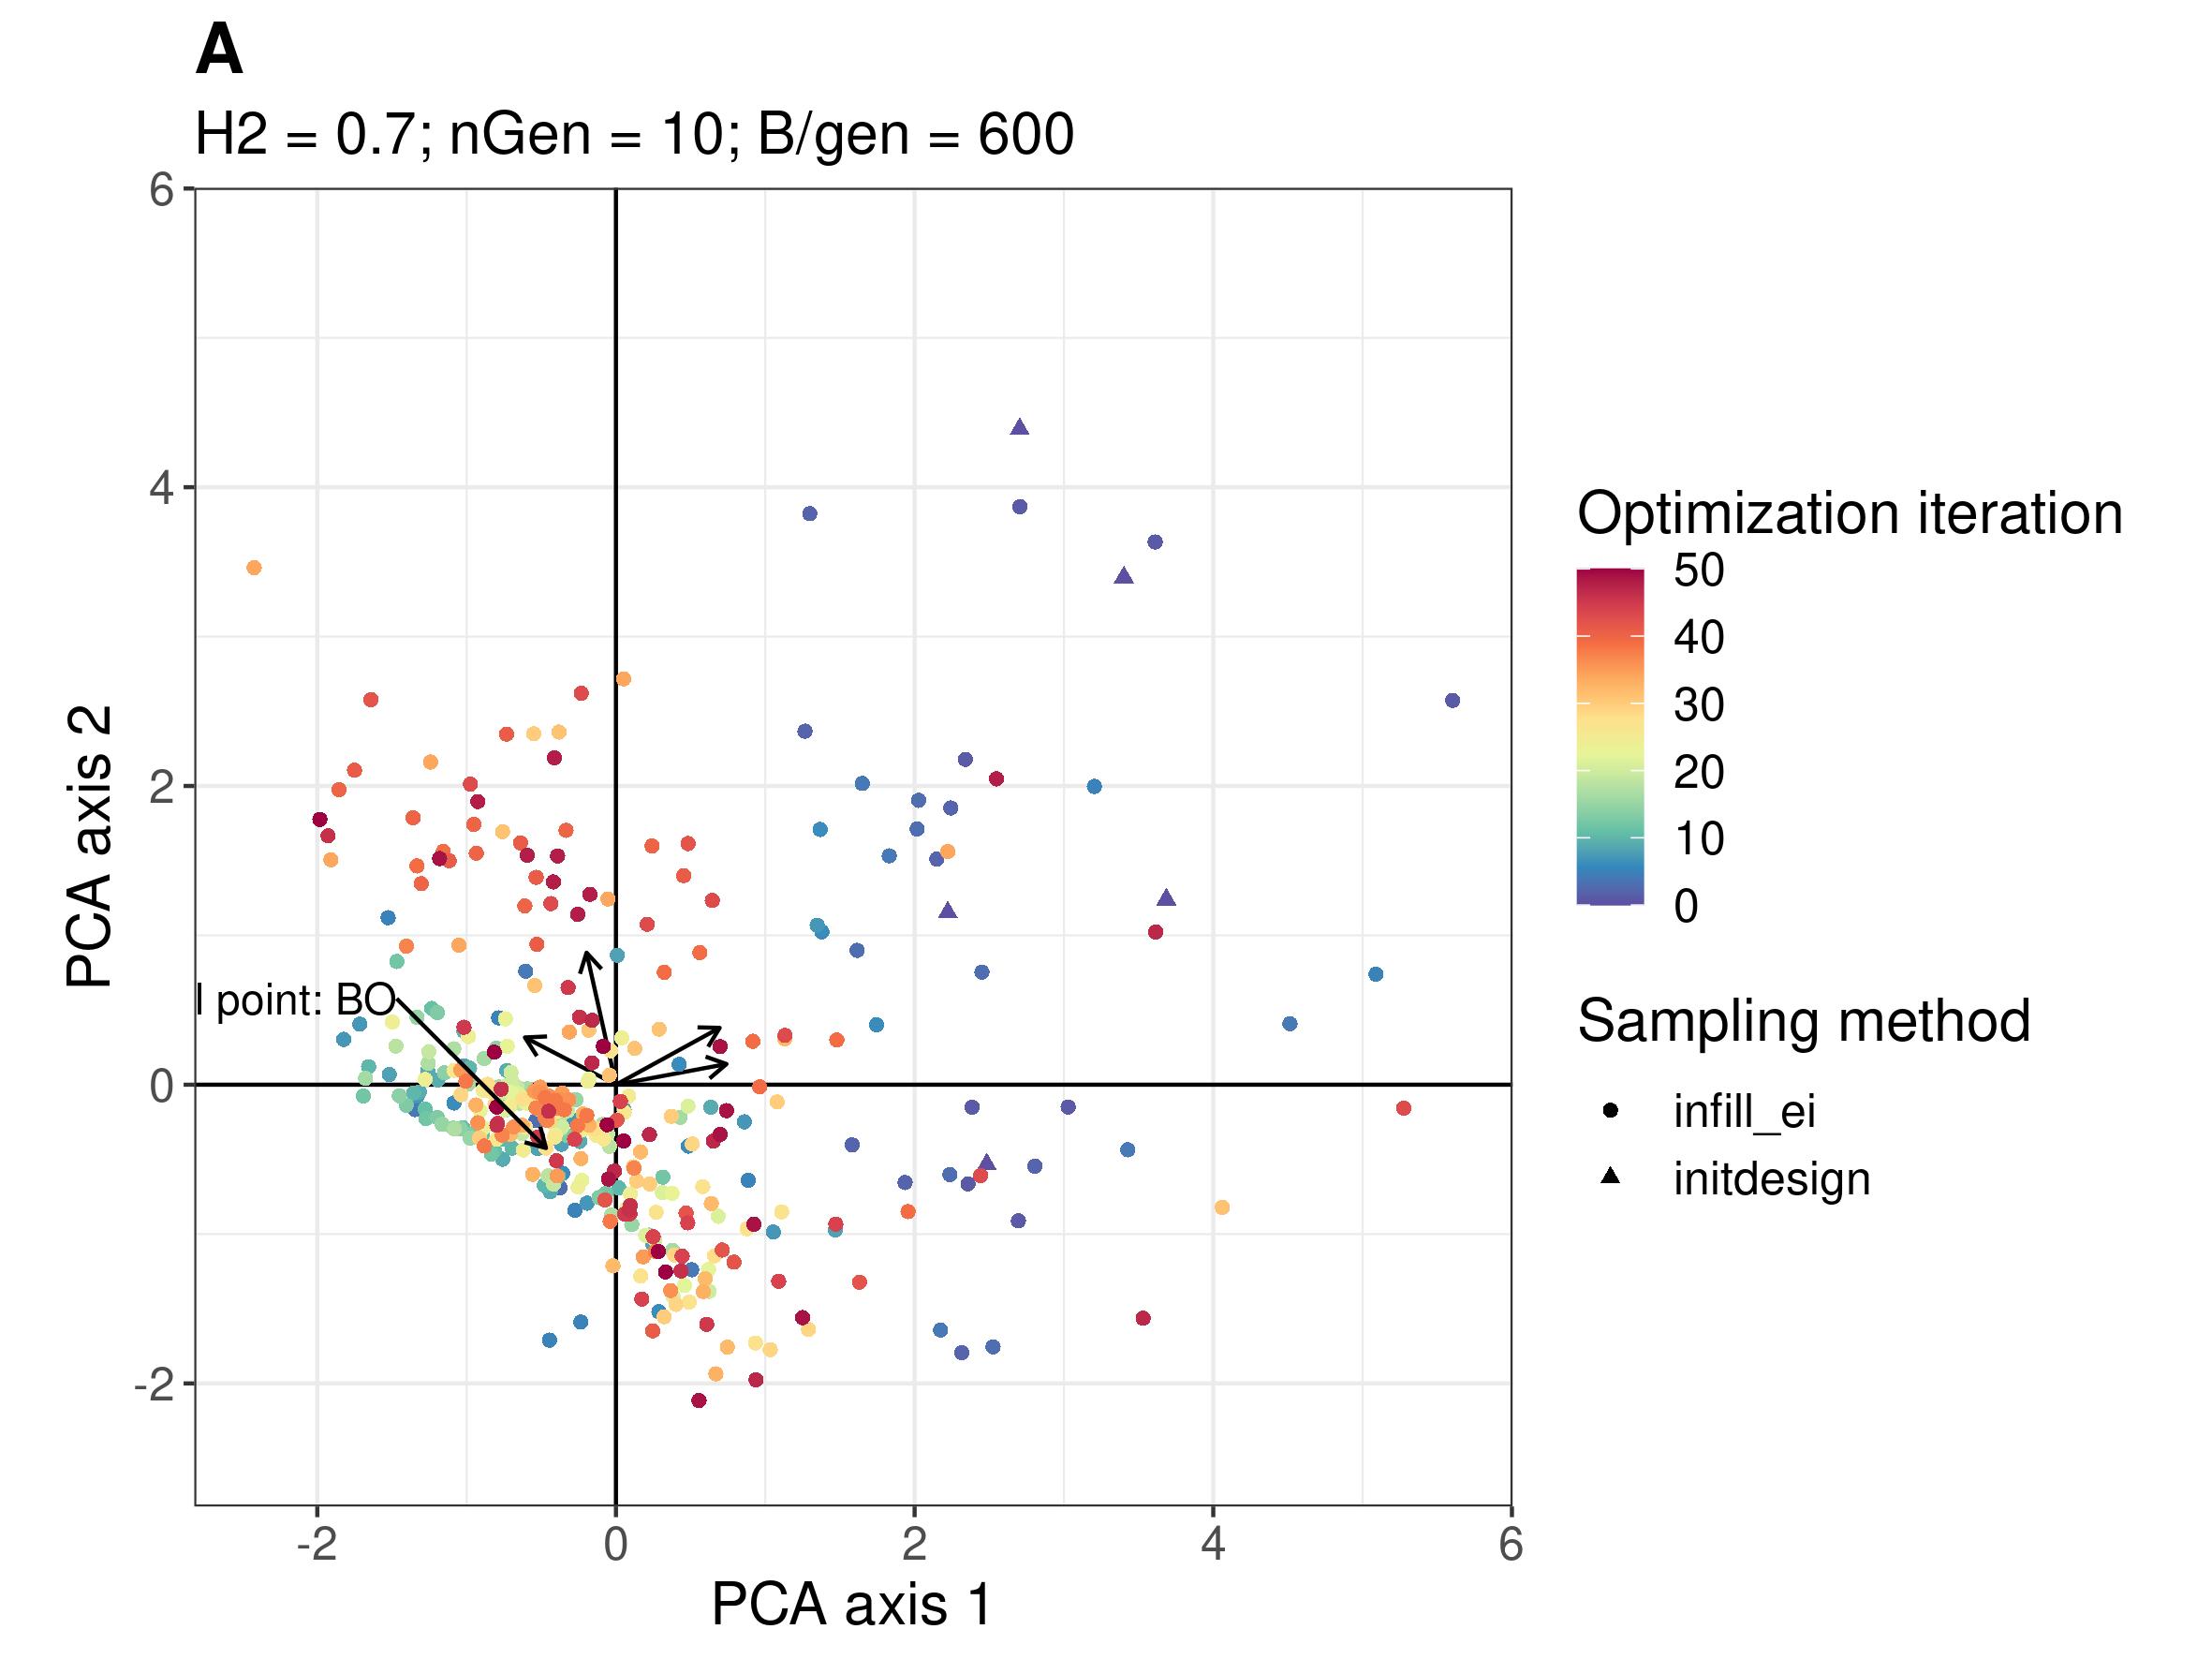 A
H2 = 0.7; nGen = 10; B/gen = 600
6
4
2
0
-2
PCA axis 2
l point: BO
-2
0
2
4
6
PCA axis 1
Optimization iteration
50
40
30
20
10
0
Sampling method
infill_ei
initdesign